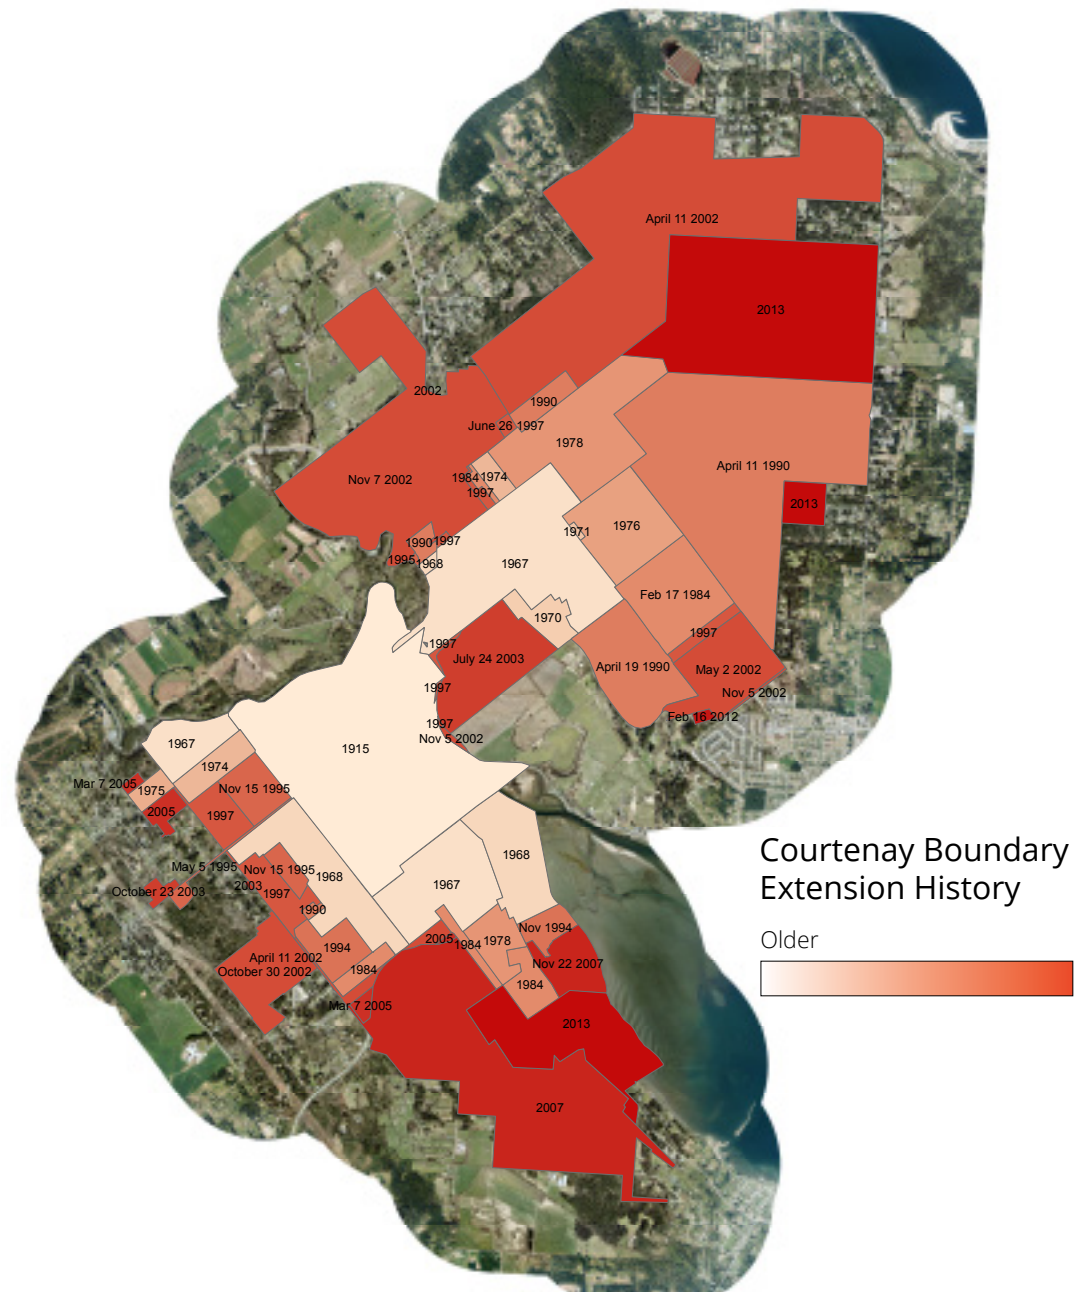 April 11 2002
2013
2002
1990
June 26 1997
1978
April 11 1990
1984
1974
Nov 7 2002
1997
2013
1971
1976
1990
1997
1995
1968
1967
Feb 17 1984
1970
1997
1997
July 24 2003
April 19 1990
May 2 2002
1997
Nov 5 2002
Feb 16 2012
1997
Nov 5 2002
1967
1915
1974
Mar 7 2005
1975
Nov 15 1995
2005
1997
Courtenay Boundary
Extension History
Older
1968
May 5 1995
Nov 15 1995
1968
2003
1967
October 23 2003
1997
1990
Nov 1994
2005
1984
1978
1994
April 11 2002
Nov 22 2007
October 30 2002
1984
1984
Mar 7 2005
2013
2007